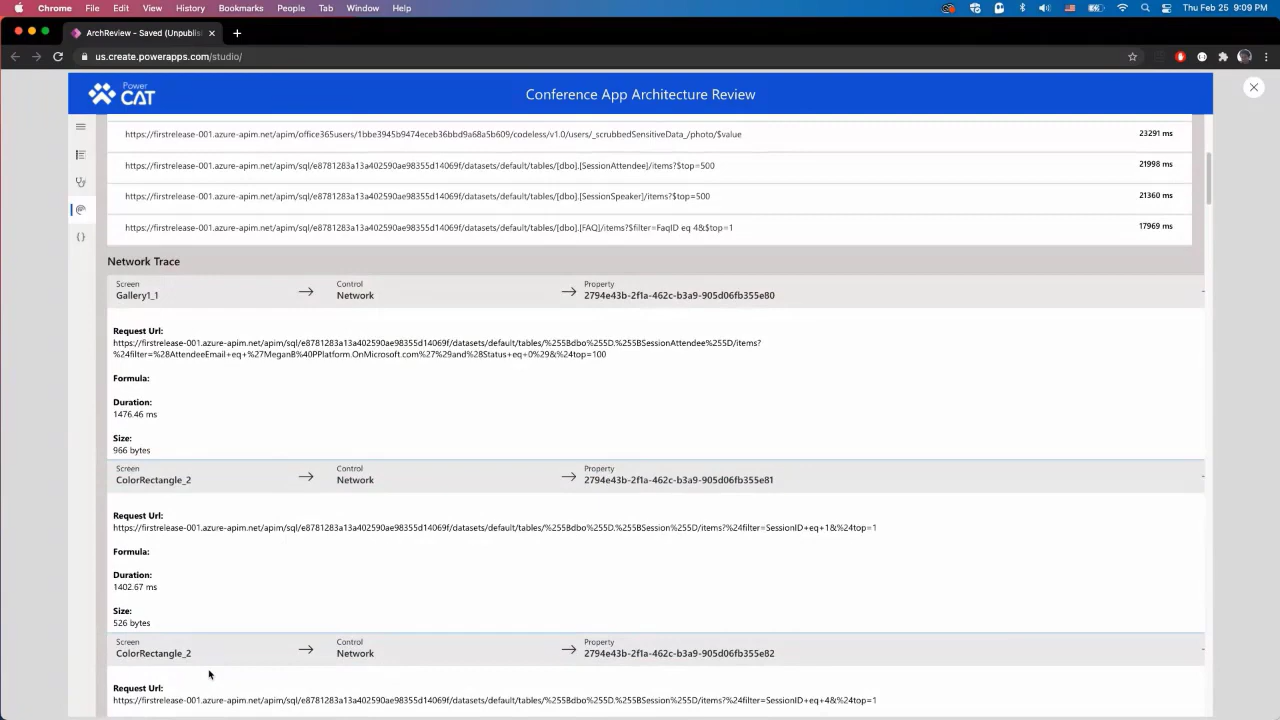 Chrome File Edit View History Bookmarks People Tab Window Help Thu Feb 25 9:09 PM
ArchReview - Saved (Unpublis
us.create.powerapps.com/studio/
Power
CAT
Conference App Architecture Review
https://firstrelease-001.azure-apim.net/apim/office365users/1bbe3945b9474eceb36bbd9a68a5b609/codeless/v1.0/users/_scrubbedSensitiveData_/photo/$value 23291 ms
https://firstrelease-001.azure-apim.net/apim/sql/e8781283a13a402590ae98355d14069f/datasets/default/tables/[dbo].[SessionAttendee]/items?$top=500 21998 ms
https://firstrelease-001.azure-apim.net/apim/sql/e8781283a13a402590ae98355d14069f/datasets/default/tables/[dbo].[SessionSpeaker]/items?$top=500 21360 ms
https://firstrelease-001.azure-apim.net/apim/sql/e8781283a13a402590ae98355d14069f/datasets/default/tables/[dbo].[FAQ]/items?$filter=FaqID eq 4&$top=1 17969 ms
Network Trace
Screen Control Property
Gallery1_1 Network 2794e43b-2f1a-462c-b3a9-905d06fb355e80
Request Url:
https://firstrelease-001.azure-apim.net/apim/sql/e8781283a13a402590ae98355d14069f/datasets/default/tables/%255Bdbo%255D.%255BSessionAttendee%255D/items?
%24filter=%28AttendeeEmail+eq+%27MeganB%40PPlatform.OnMicrosoft.com%27%29and%28Status+eq+0%29&%24top=100
Formula:
Duration:
1476.46 ms
Size:
966 bytes
Screen Control Property
ColorRectangle_2 Network 2794e43b-2f1a-462c-b3a9-905d06fb355e81
Request Url:
https://firstrelease-001.azure-apim.net/apim/sql/e8781283a13a402590ae98355d14069f/datasets/default/tables/%255Bdbo%255D.%255BSession%255D/items?%24filter=SessionID+eq+1&%24top=1
Formula:
Duration:
1402.67 ms
Size:
526 bytes
Screen Control Property
ColorRectangle_2 Network 2794e43b-2f1a-462c-b3a9-905d06fb355e82
Request Url:
https://firstrelease-001.azure-apim.net/apim/sql/e8781283a13a402590ae98355d14069f/datasets/default/tables/%255Bdbo%255D.%255BSession%255D/items?%24filter=SessionID+eq+4&%24top=1